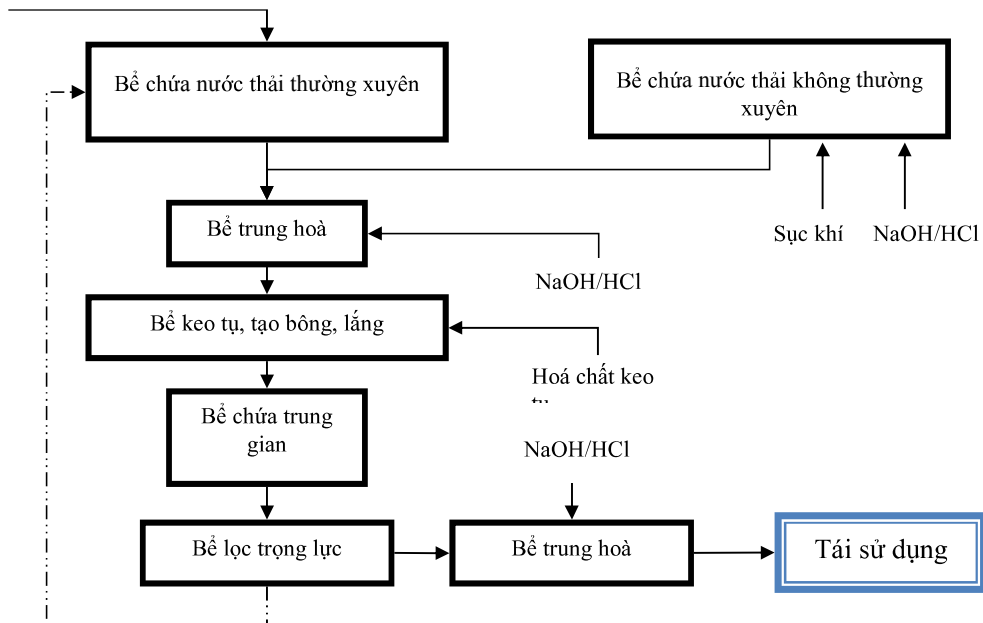 Bể chứa nước thải thường xuyên
Bể chứa nước thải không thường
xuyên
Bể trung hoà
Sục khí
NaOH/HCl
NaOH/HCl
Bể keo tụ, tạo bông, lắng
Hoá chất keo
Bể chứa trung
gian
NaOH/HCl
Bể lọc trọng lực
Bể trung hoà
Tái sử dụng